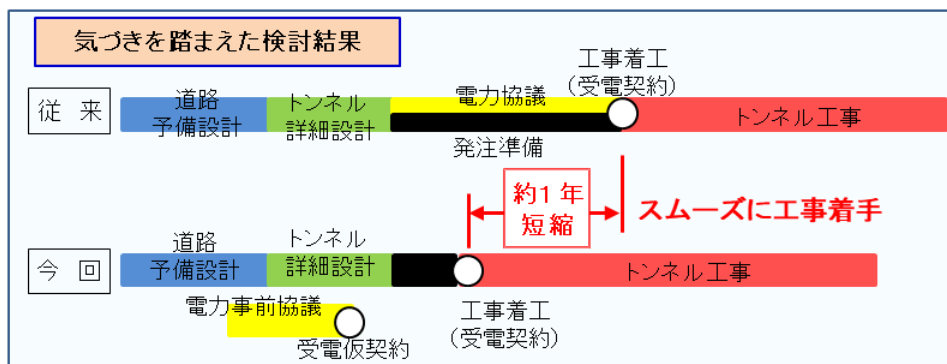 気づきを踏まえた検討結果
従来
道路
予備設計
トンネル
詳細設計
電力協議
発注準備
工事着工
(受電契約)
トンネル工事
約1年
短縮
スムーズに工事着手
今回
道路
予備設計
トンネル
詳細設計
トンネル工事
電力事前協議
受電仮契約
工事着工
(受電契約)